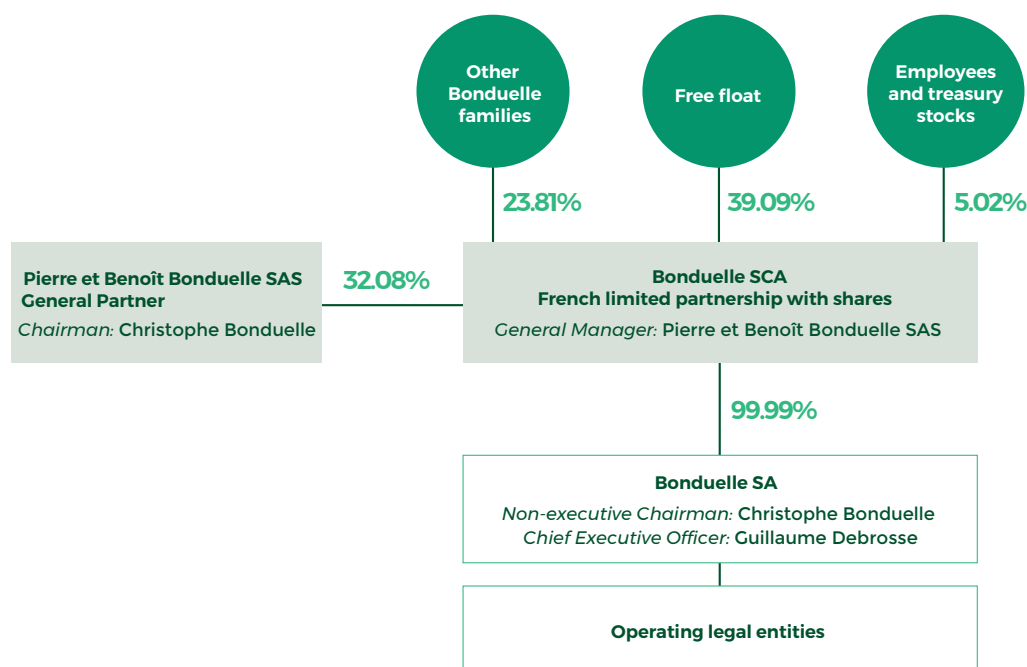 Other
Bonduelle
families
Free float
Employees
and treasury
stocks
23.81%
39.09%
5.02%
Pierre et Benoît Bonduelle SAS
General Partner
Chairman: Christophe Bonduelle
32.08%
Bonduelle SCA
French limited partnership with shares
General Manager: Pierre et Benoît Bonduelle SAS
99.99%
Bonduelle SA
Non-executive Chairman: Christophe Bonduelle
Chief Executive Officer: Guillaume Debrosse
Operating legal entities